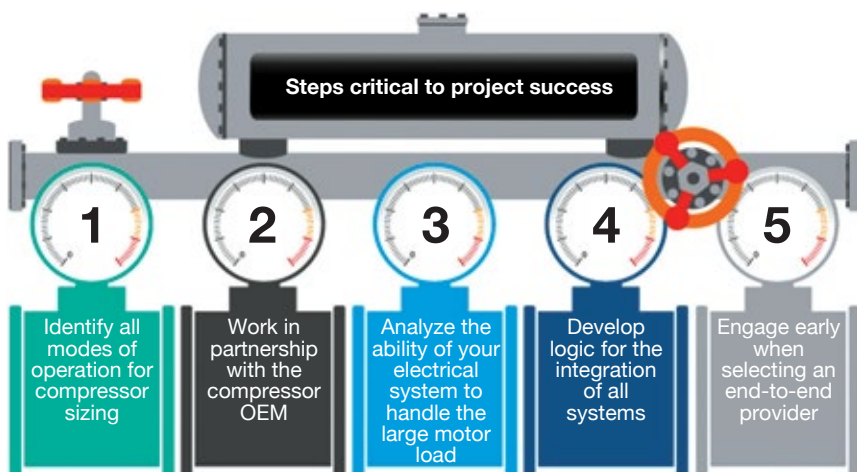 Steps critical to project success
1
2
3
4
5
Identify all
modes of
operation for
compressor
sizing
Work in
partnership
with the
compressor
OEM
Analyze the
ability of your
electrical
system to
handle the
large motor
load
Develop
logic for the
integration
of all
systems
Engage early
when
selecting an
end-to-end
provider